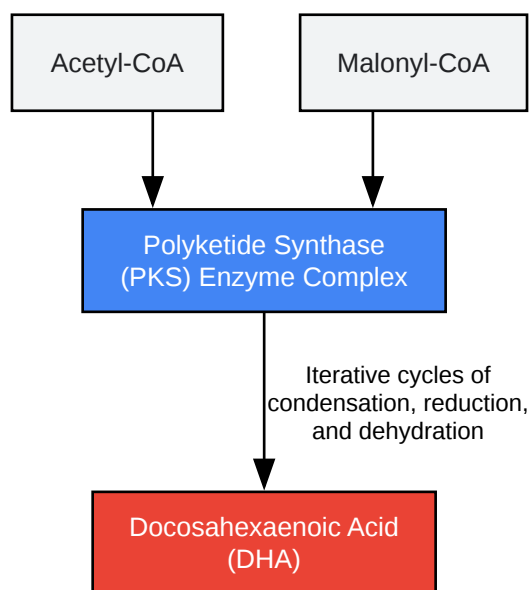 Acetyl-CoA
Malonyl-CoA
Polyketide Synthase
(PKS) Enzyme Complex
Iterative cycles of
condensation, reduction,
and dehydration
Docosahexaenoic Acid
(DHA)